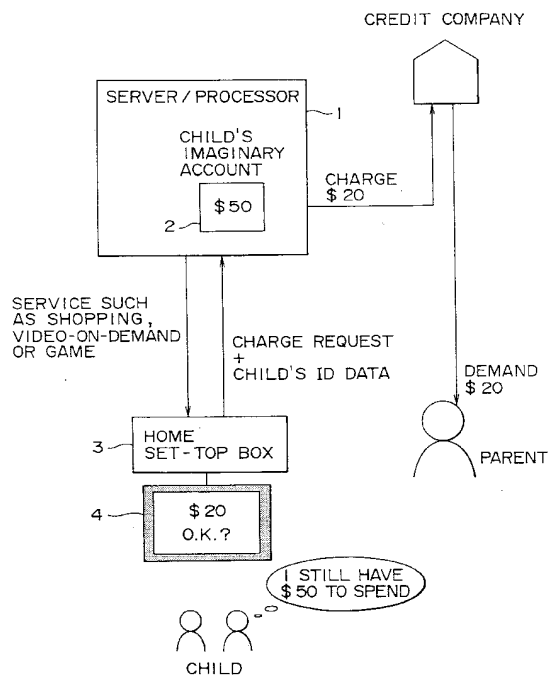 CREDIT COMPANY
SERVER/PROCESSOR
1
CHILD'S
IMAGINARY
ACCOUNT
2
$50
CHARGE
$20
SERVICE SUCH
AS SHOPPING,
VIDEO-ON-DEMAND
OR GAME
CHARGE REQUEST
+
CHILD'S ID DATA
DEMAND
$20
3
HOME
SET-TOP BOX
PARENT
4
$20
O.K.?
I STILL HAVE
$50 TO SPEND
CHILD